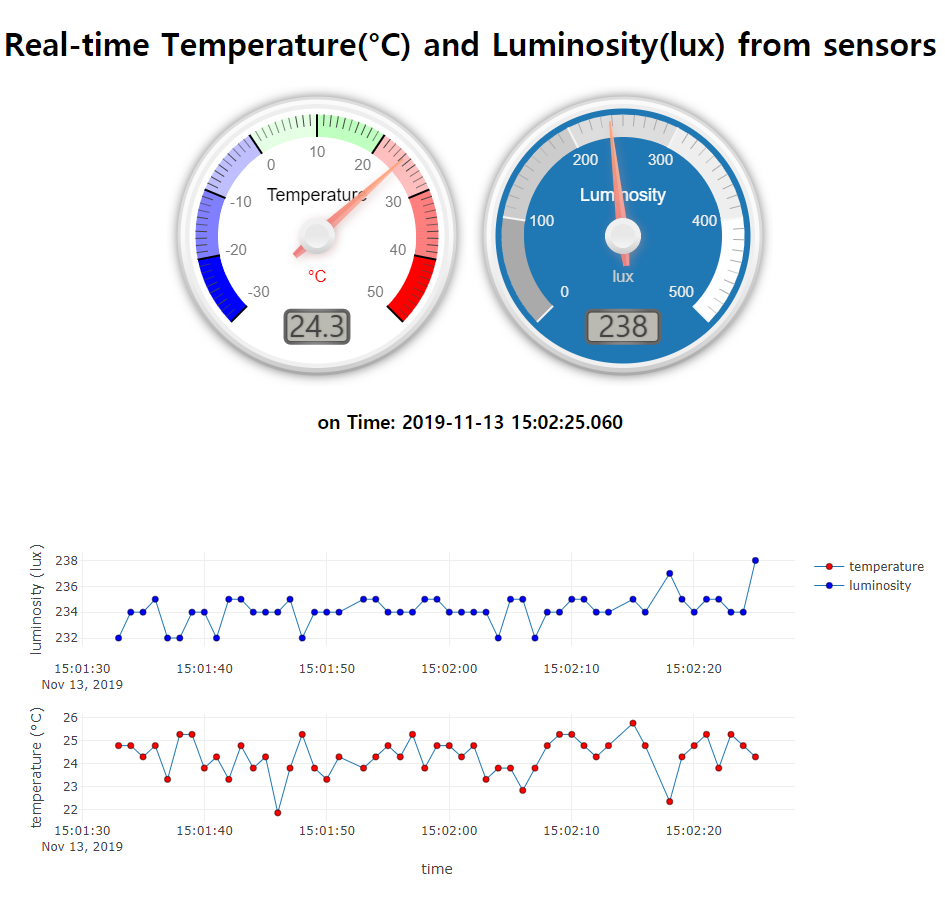 Real-time Temperature(°C) and Luminosity(lux) from sensors
-30 -20 -10 0 10 20 30 40 50
Temperature
°C
24.3
0 100 200 300 400 500
Luminosity
lux
238
on Time: 2019-11-13 15:02:25.060
luminosity (lux)
238
236
234
232
15:01:30 15:01:40 15:01:50 15:02:00 15:02:10 15:02:20
Nov 13, 2019
temperature
luminosity
temperature (°C)
26
25
24
23
22
15:01:30 15:01:40 15:01:50 15:02:00 15:02:10 15:02:20
Nov 13, 2019
time